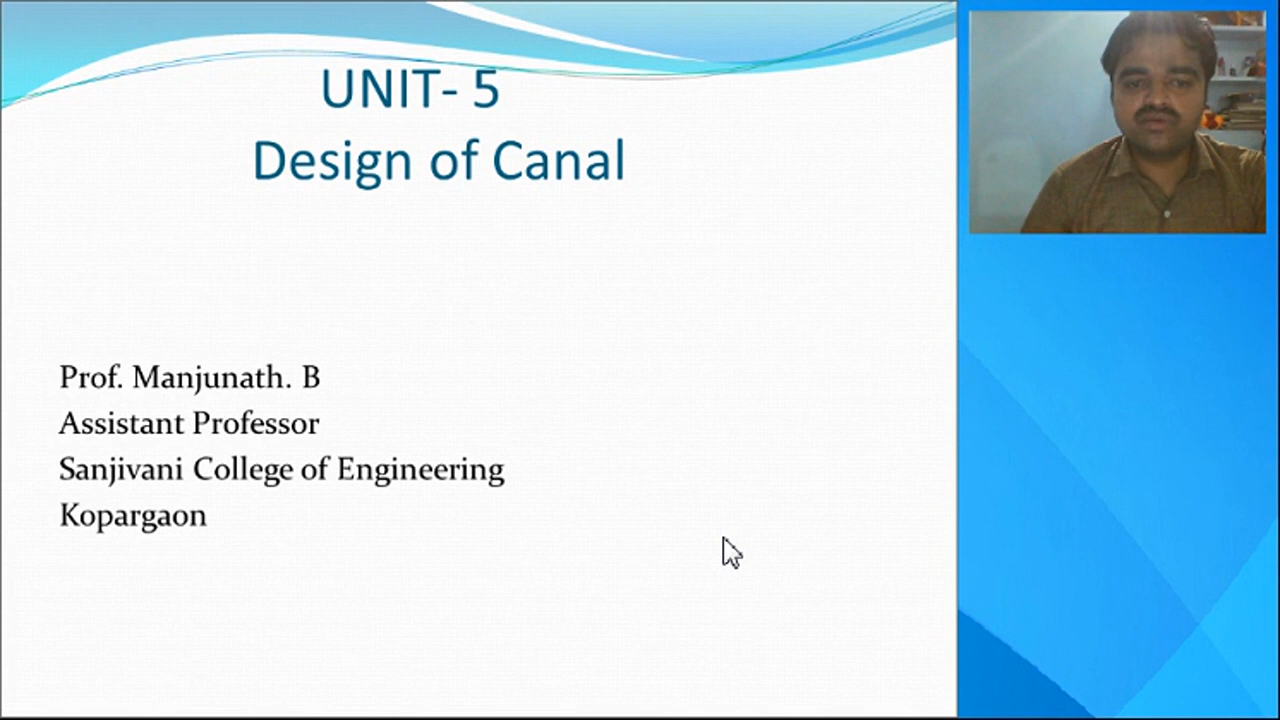 UNIT- 5
Design of Canal
Prof. Manjunath. B
Assistant Professor
Sanjivani College of Engineering
Kopargaon